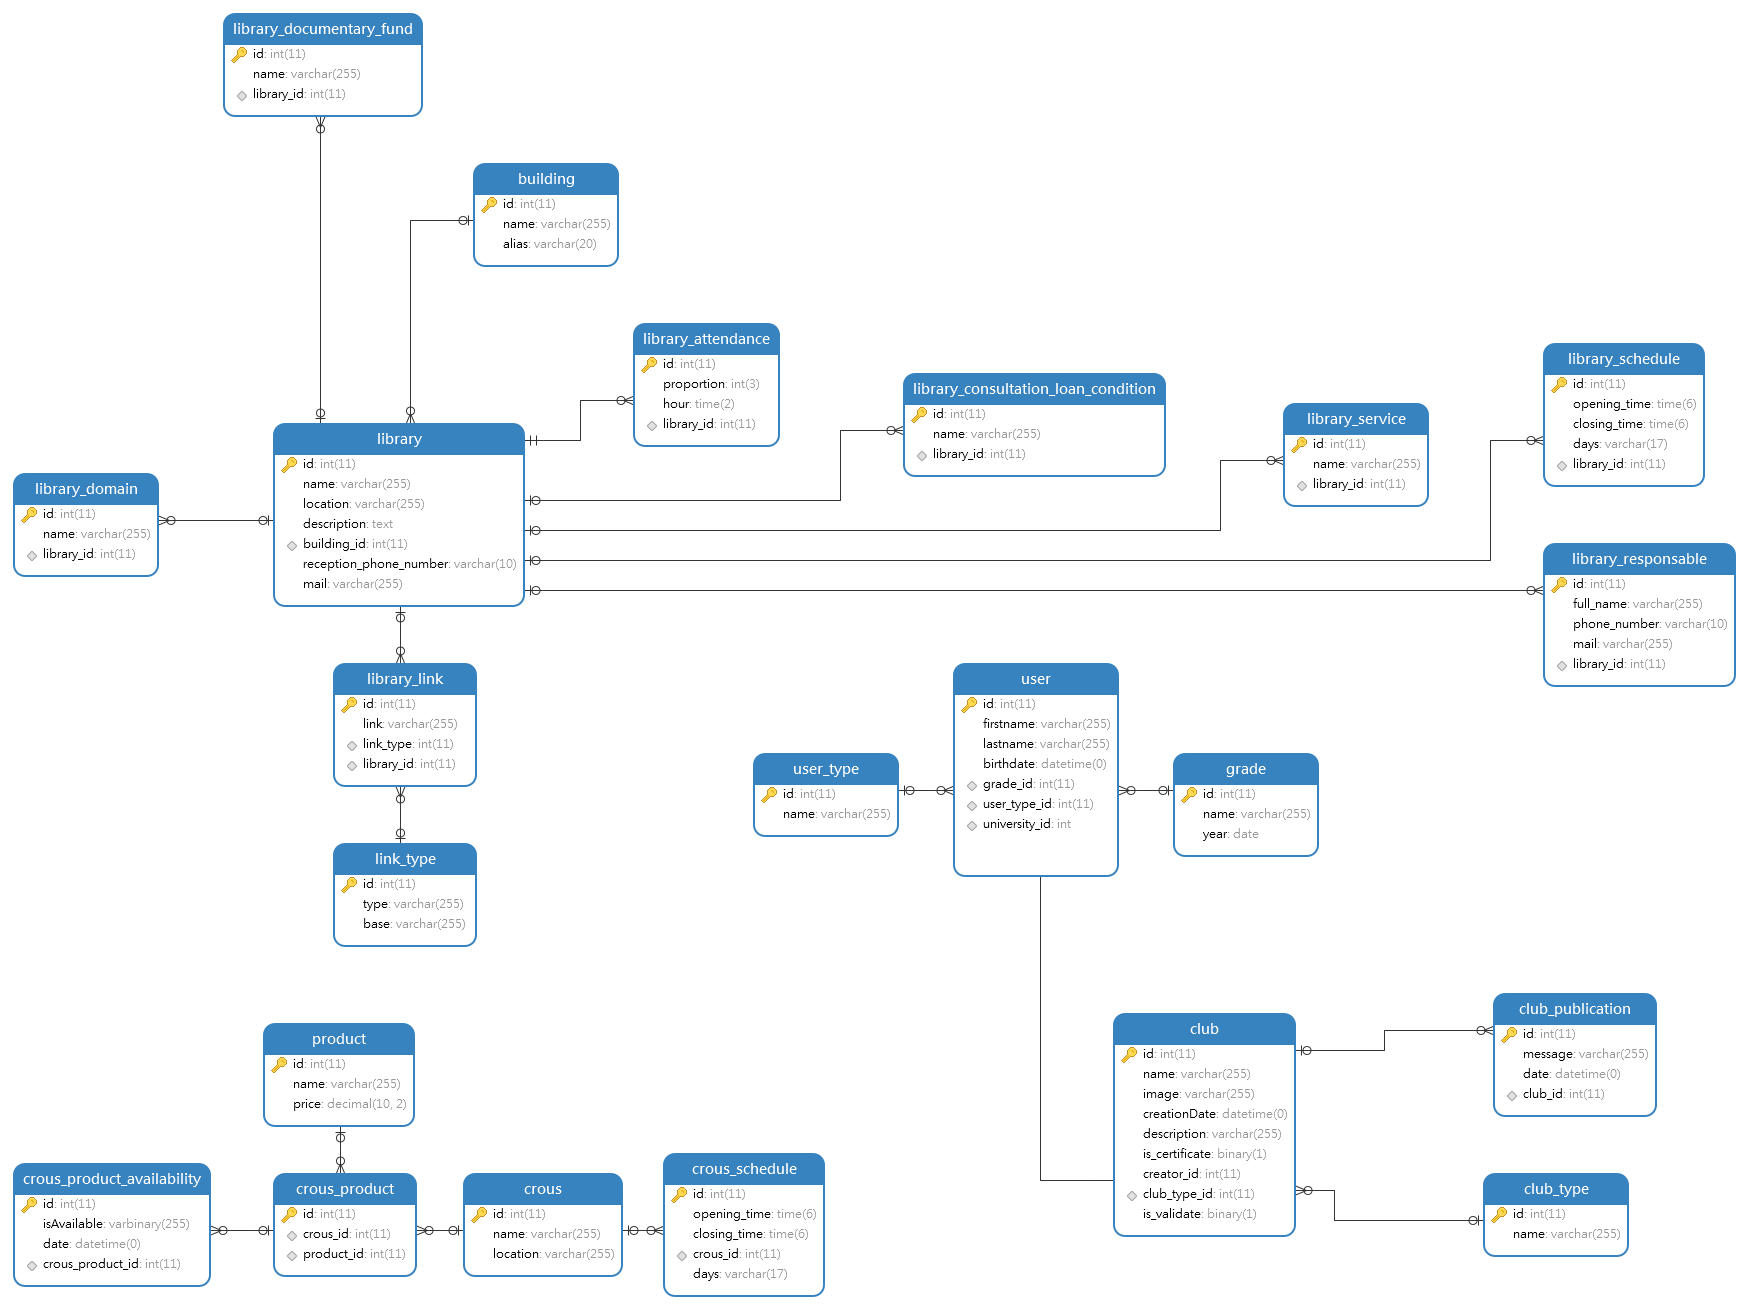 library_documentary_fund
id: int(11)
name: varchar(255)
library_id: int(11)
building
id: int(11)
name: varchar(255)
alias: varchar(20)
library_attendance
id: int(11)
proportion: int(3)
hour: time(2)
library_id: int(11)
library_consultation_loan_condition
id: int(11)
name: varchar(255)
library_id: int(11)
library_service
id: int(11)
name: varchar(255)
library_id: int(11)
library_schedule
id: int(11)
opening_time: time(6)
closing_time: time(6)
days: varchar(17)
library_id: int(11)
library
id: int(11)
name: varchar(255)
location: varchar(255)
description: text
building_id: int(11)
reception_phone_number: varchar(10)
mail: varchar(255)
library_domain
id: int(11)
name: varchar(255)
library_id: int(11)
library_responsable
id: int(11)
full_name: varchar(255)
phone_number: varchar(10)
mail: varchar(255)
library_id: int(11)
library_link
id: int(11)
link: varchar(255)
link_type: int(11)
library_id: int(11)
link_type
id: int(11)
type: varchar(255)
base: varchar(255)
user
id: int(11)
firstname: varchar(255)
lastname: varchar(255)
birthdate: datetime(0)
grade_id: int(11)
user_type_id: int(11)
university_id: int
user_type
id: int(11)
name: varchar(255)
grade
id: int(11)
name: varchar(255)
year: date
club
id: int(11)
name: varchar(255)
image: varchar(255)
creationDate: datetime(0)
description: varchar(255)
is_certificate: binary(1)
creator_id: int(11)
club_type_id: int(11)
is_validate: binary(1)
club_publication
id: int(11)
message: varchar(255)
date: datetime(0)
club_id: int(11)
club_type
id: int(11)
name: varchar(255)
product
id: int(11)
name: varchar(255)
price: decimal(10, 2)
crous_product_availability
id: int(11)
isAvailable: varbinary(255)
date: datetime(0)
crous_product_id: int(11)
crous_product
id: int(11)
crous_id: int(11)
product_id: int(11)
crous
id: int(11)
name: varchar(255)
location: varchar(255)
crous_schedule
id: int(11)
opening_time: time(6)
closing_time: time(6)
crous_id: int(11)
days: varchar(17)